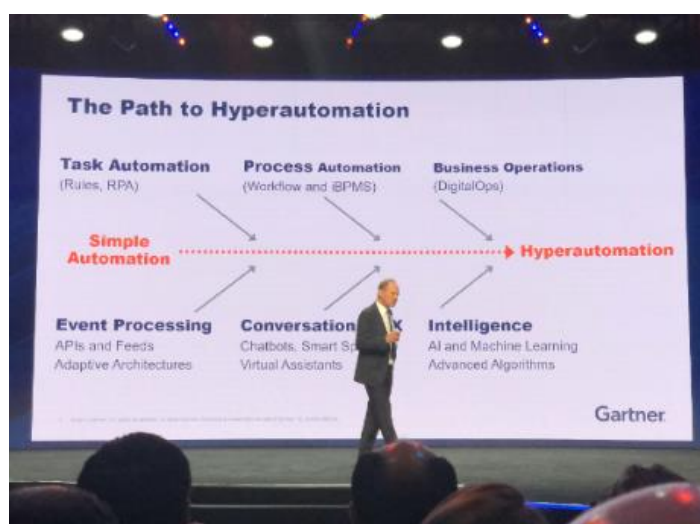 The Path to Hyperautomation
Task Automation
(Rules, RPA)
Process Automation
(Workflow and iBPMS)
Business Operations
(DigitalOps)
Simple
Automation
Hyperautomation
Event Processing
APIs and Feeds
Adaptive Architectures
Conversation X
Chatbots, Smart Sp
Virtual Assistants
Intelligence
AI and Machine Learning
Advanced Algorithms
Gartner